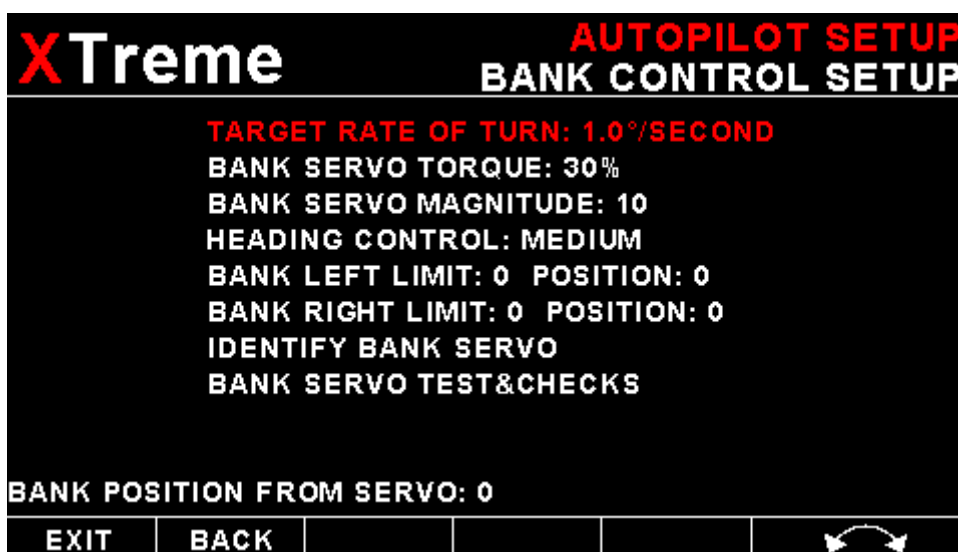 XTreme
AUTOPILOT SETUP
BANK CONTROL SETUP
TARGET RATE OF TURN: 1.0°/SECOND
BANK SERVO TORQUE: 30%
BANK SERVO MAGNITUDE: 10
HEADING CONTROL: MEDIUM
BANK LEFT LIMIT: 0 POSITION: 0
BANK RIGHT LIMIT: 0 POSITION: 0
IDENTIFY BANK SERVO
BANK SERVO TEST&CHECKS
BANK POSITION FROM SERVO: 0
EXIT BACK